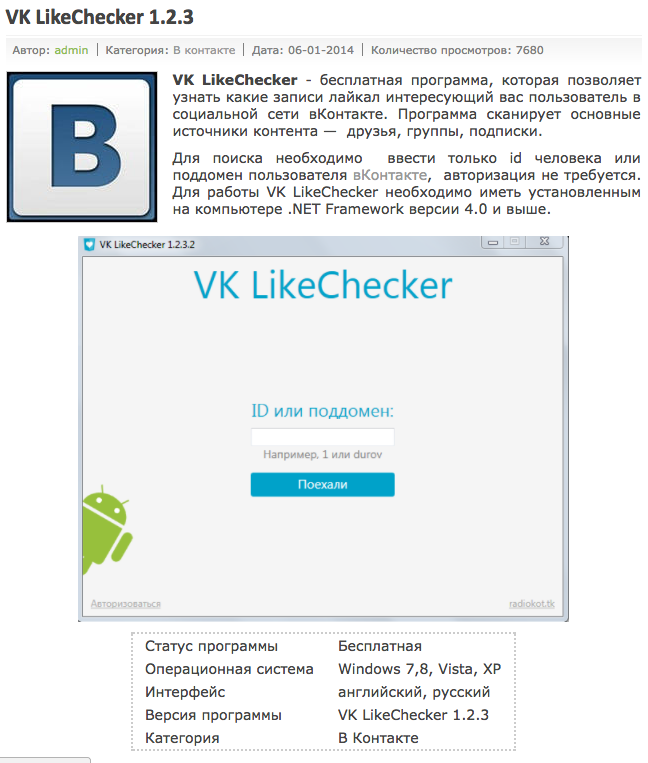 VK LikeChecker 1.2.3
Автор: admin | Категория: В контакте | Дата: 06-01-2014 | Количество просмотров: 7680
B
VK LikeChecker - бесплатная программа, которая позволяет
узнать какие записи лайкал интересующий вас пользователь в
социальной сети вКонтакте. Программа сканирует основные
источники контента — друзья, группы, подписки.
Для поиска необходимо ввести только id человека или
поддомен пользователя вКонтакте, авторизация не требуется.
Для работы VK LikeChecker необходимо иметь установленным
на компьютере .NET Framework версии 4.0 и выше.
VK LikeChecker 1.2.3.2
VK LikeChecker
ID или поддомен:
Например, 1 или durov
Поехали
Авторизоваться radiokot.tk
Статус программы Бесплатная
Операционная система Windows 7,8, Vista, XP
Интерфейс английский, русский
Версия программы VK LikeChecker 1.2.3
Категория В Контакте